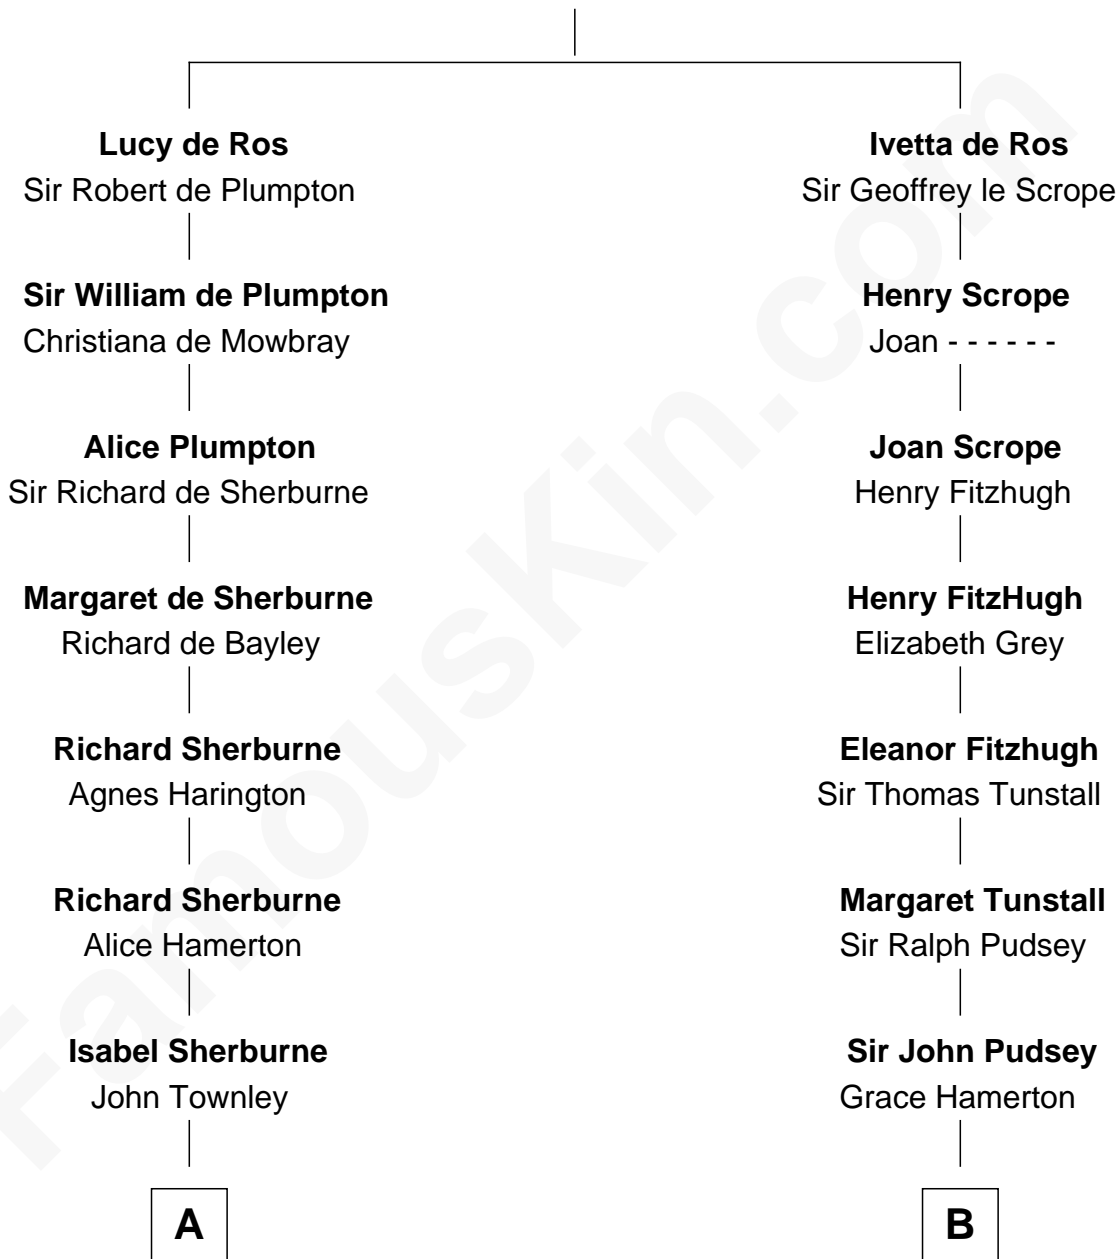 Lucy de Ros
Sir Robert de Plumpton
Ivetta de Ros
Sir Geoffrey le Scrope
Sir William de Plumpton
Christiana de Mowbray
Henry Scrope
Joan - - - - - -
Alice Plumpton
Sir Richard de Sherburne
Joan Scrope
Henry Fitzhugh
Margaret de Sherburne
Richard de Bayley
Henry FitzHugh
Elizabeth Grey
Richard Sherburne
Agnes Harington
Eleanor Fitzhugh
Sir Thomas Tunstall
Richard Sherburne
Alice Hamerton
Margaret Tunstall
Sir Ralph Pudsey
Isabel Sherburne
John Townley
Sir John Pudsey
Grace Hamerton
A
B
FamousKin.com